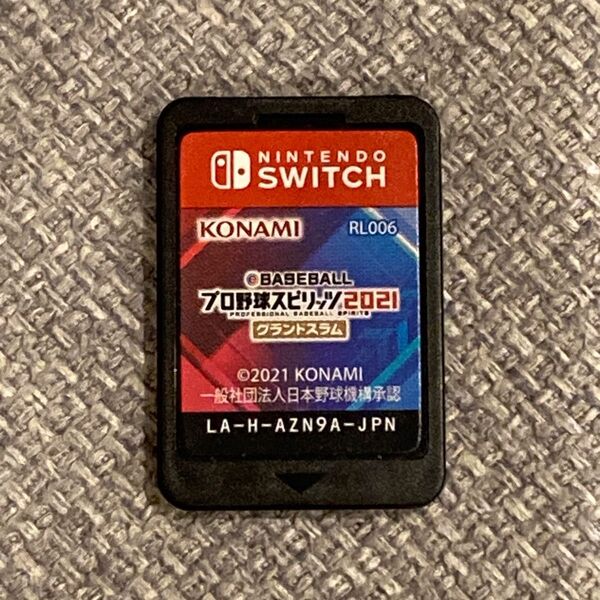 NINTENDO
SWITCH
KONAMI RL006
eBASEBALL
プロ野球スピリッツ2021
PROFESSIONAL BASEBALL SPIRITS
グランドスラム
©2021 KONAMI
一般社団法人日本野球機構承認
LA-H-AZN9A-JPN